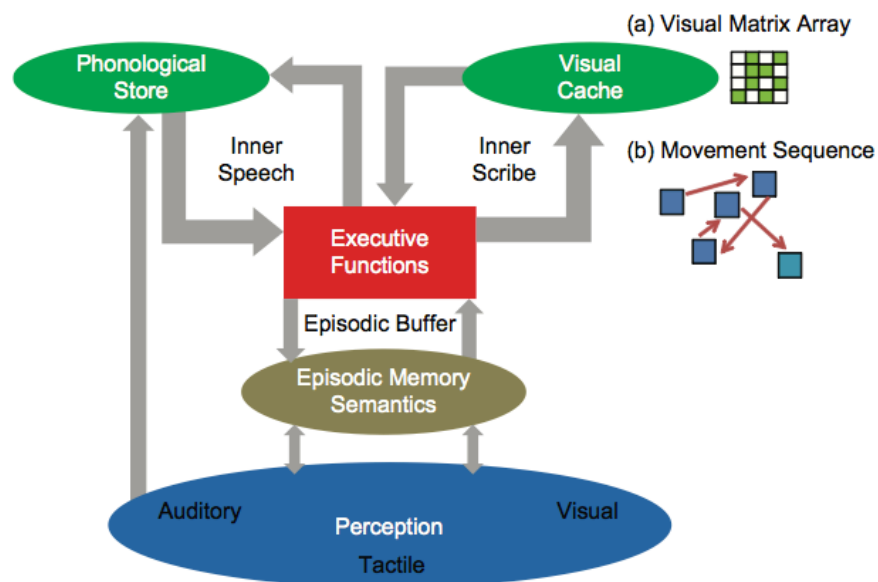 (a) Visual Matrix Array
Phonological
Store
Visual
Cache
Inner
Speech
Inner
Scribe
(b) Movement Sequence
Executive
Functions
Episodic Buffer
Episodic Memory
Semantics
Auditory
Perception
Visual
Tactile